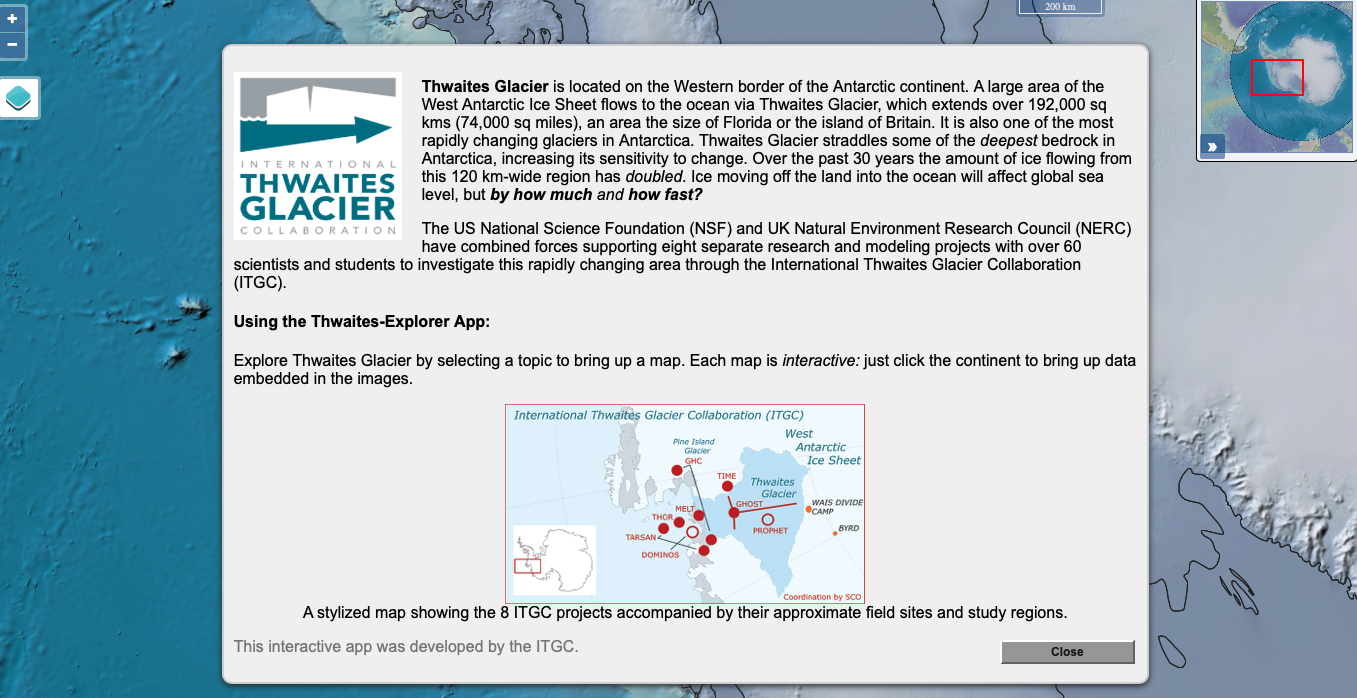 +
−
200 km
»
INTERNATIONAL
THWAITES
GLACIER
COLLABORATION
Thwaites Glacier is located on the Western border of the Antarctic continent. A large area of the
West Antarctic Ice Sheet flows to the ocean via Thwaites Glacier, which extends over 192,000 sq
kms (74,000 sq miles), an area the size of Florida or the island of Britain. It is also one of the most
rapidly changing glaciers in Antarctica. Thwaites Glacier straddles some of the deepest bedrock in
Antarctica, increasing its sensitivity to change. Over the past 30 years the amount of ice flowing from
this 120 km-wide region has doubled. Ice moving off the land into the ocean will affect global sea
level, but by how much and how fast?
The US National Science Foundation (NSF) and UK Natural Environment Research Council (NERC)
have combined forces supporting eight separate research and modeling projects with over 60
scientists and students to investigate this rapidly changing area through the International Thwaites Glacier Collaboration
(ITGC).
Using the Thwaites-Explorer App:
Explore Thwaites Glacier by selecting a topic to bring up a map. Each map is interactive: just click the continent to bring up data
embedded in the images.
International Thwaites Glacier Collaboration (ITGC)
West
Antarctic
Ice Sheet
Pine Island
Glacier
GHC
TIME
Thwaites
Glacier
GHOST
WAIS DIVIDE
CAMP
MELT
THOR
PROPHET
BYRD
TARSAN
DOMINOS
Coordination by SCO
A stylized map showing the 8 ITGC projects accompanied by their approximate field sites and study regions.
This interactive app was developed by the ITGC.
Close